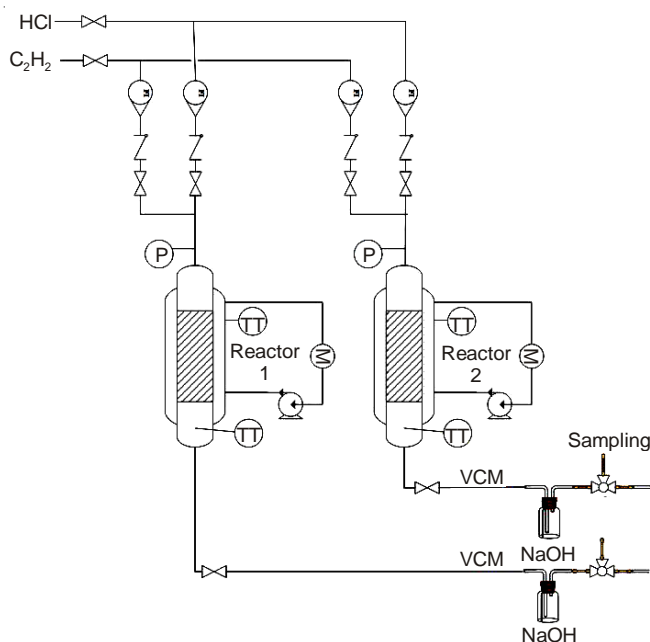 HCl
C₂H₂
P
P
TT
TT
Reactor
1
M
Reactor
2
M
TT
TT
Sampling
VCM
NaOH
VCM
NaOH